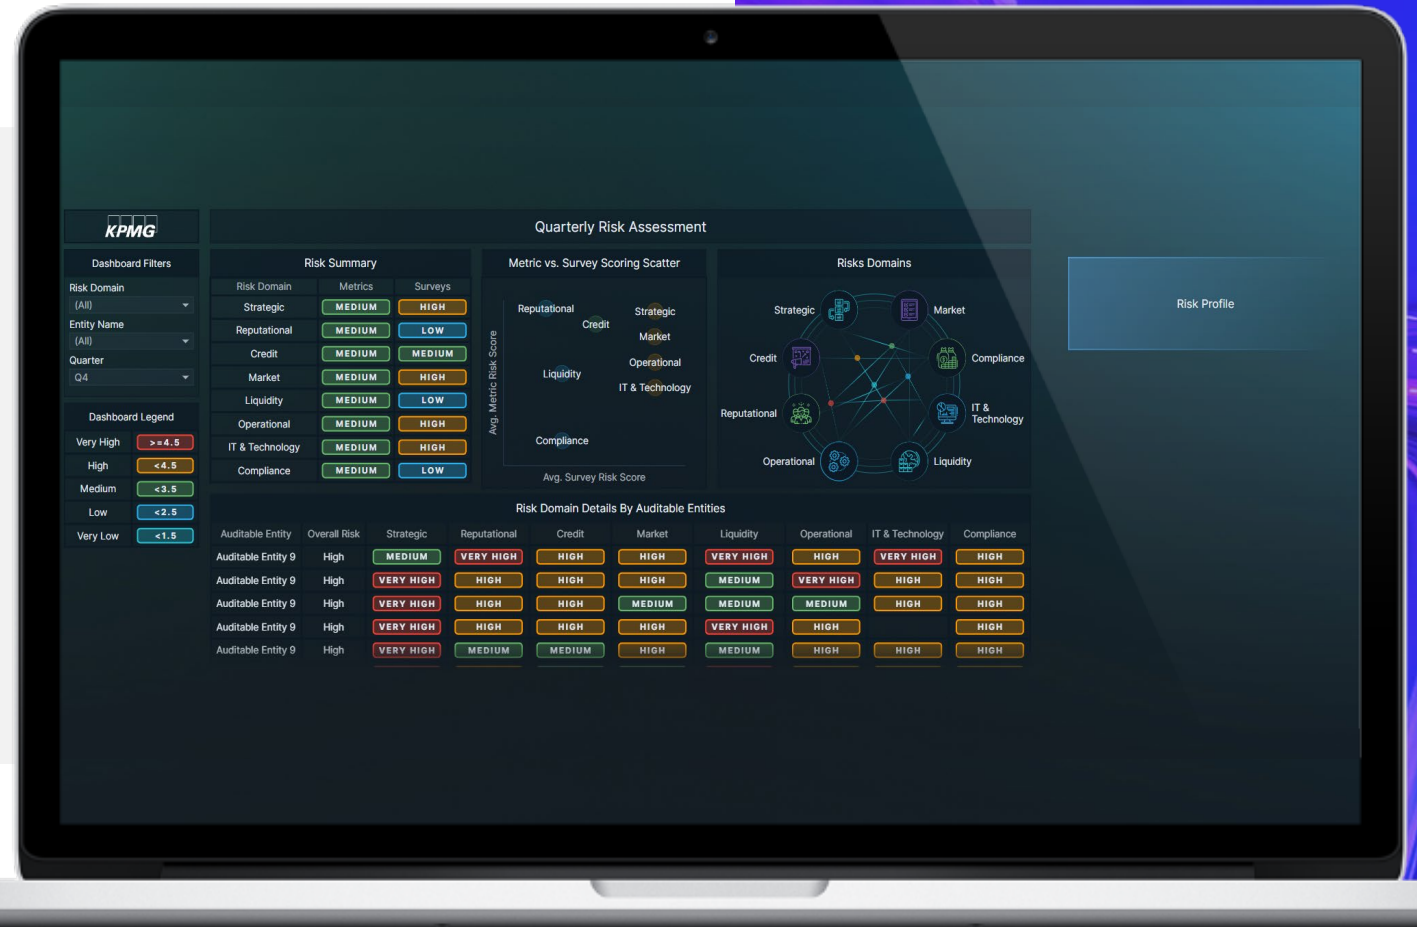 KPMG
Quarterly Risk Assessment
Dashboard Filters
Risk Domain
(All)
Entity Name
(All)
Quarter
Q4
Dashboard Legend
Very High >=4.5
High <4.5
Medium <3.5
Low <2.5
Very Low <1.5
Risk Summary
Risk Domain Metrics Surveys
Strategic MEDIUM HIGH
Reputational MEDIUM LOW
Credit MEDIUM MEDIUM
Market MEDIUM HIGH
Liquidity MEDIUM LOW
Operational MEDIUM HIGH
IT & Technology MEDIUM HIGH
Compliance MEDIUM LOW
Metric vs. Survey Scoring Scatter
Avg. Metric Risk Score
Reputational
Strategic
Credit
Market
Operational
Liquidity
IT & Technology
Compliance
Avg. Survey Risk Score
Risks Domains
Strategic
Market
Credit
Compliance
Reputational
IT &
Technology
Operational
Liquidity
Risk Profile
Risk Domain Details By Auditable Entities
Auditable Entity Overall Risk Strategic Reputational Credit Market Liquidity Operational IT & Technology Compliance
Auditable Entity 9 High MEDIUM VERY HIGH HIGH HIGH VERY HIGH HIGH VERY HIGH HIGH
Auditable Entity 9 High VERY HIGH HIGH HIGH HIGH MEDIUM VERY HIGH HIGH HIGH
Auditable Entity 9 High VERY HIGH HIGH HIGH MEDIUM MEDIUM MEDIUM HIGH HIGH
Auditable Entity 9 High VERY HIGH HIGH HIGH HIGH VERY HIGH HIGH HIGH
Auditable Entity 9 High VERY HIGH MEDIUM MEDIUM HIGH MEDIUM HIGH HIGH HIGH